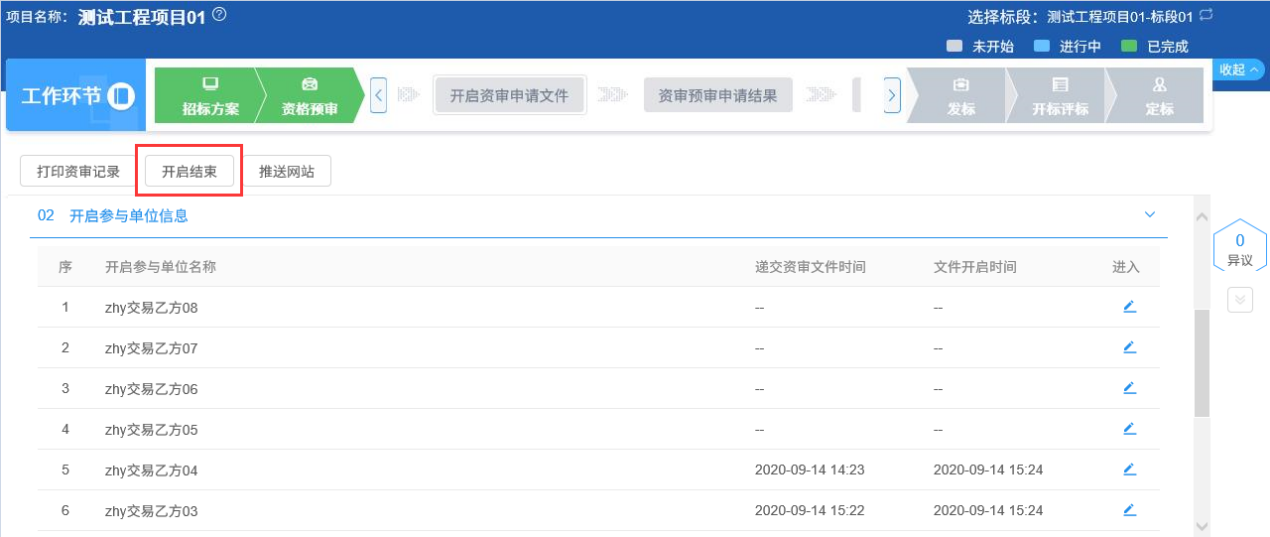 项目名称: 测试工程项目01 ?
选择标段: 测试工程项目01-标段01
未开始 进行中 已完成
收起
工作环节
招标方案 资格预审 开启资审申请文件 资审预审申请结果 发标 开标评标 定标
打印资审记录 开启结束 推送网站
02 开启参与单位信息
序 开启参与单位名称 递交资审文件时间 文件开启时间 进入
1 zhy交易乙方08 -- --
2 zhy交易乙方07 -- --
3 zhy交易乙方06 -- --
4 zhy交易乙方05 -- --
5 zhy交易乙方04 2020-09-14 14:23 2020-09-14 15:24
6 zhy交易乙方03 2020-09-14 15:22 2020-09-14 15:24
0
异议